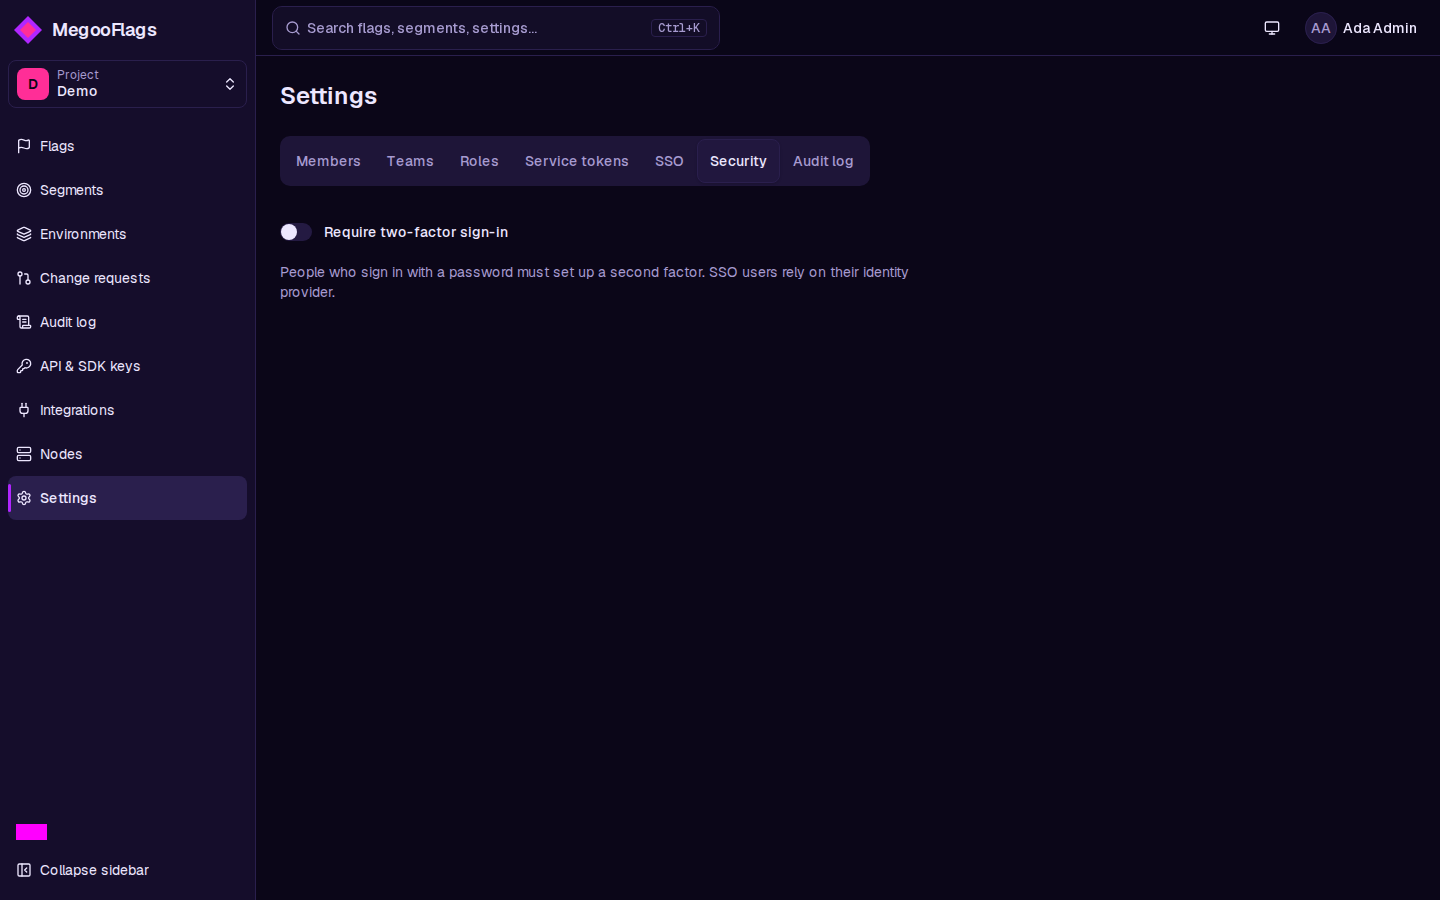 MegooFlags
Search flags, segments, settings...
Ctrl+K
AA
Ada Admin
D
Project
Demo
Flags
Segments
Environments
Change requests
Audit log
API & SDK keys
Integrations
Nodes
Settings
Collapse sidebar
Settings
Members
Teams
Roles
Service tokens
SSO
Security
Audit log
Require two-factor sign-in
People who sign in with a password must set up a second factor. SSO users rely on their identity
provider.